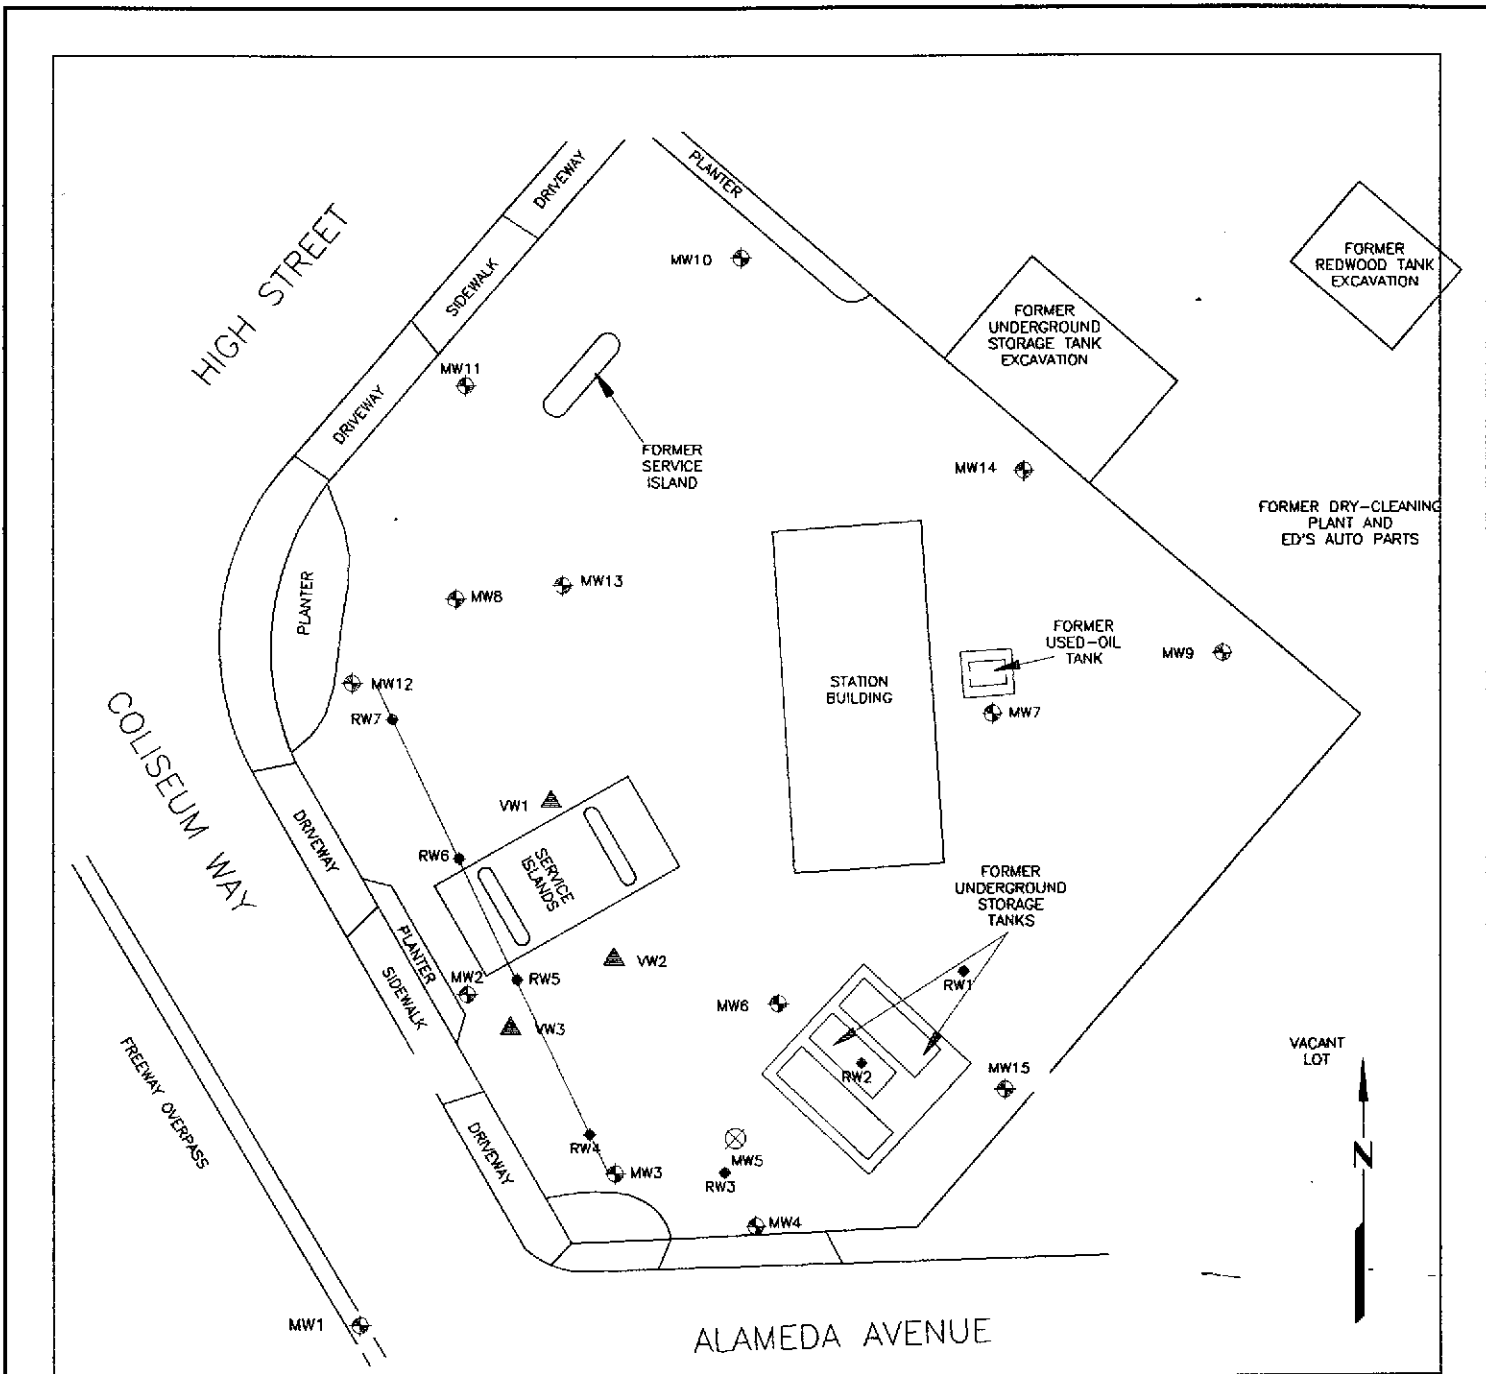 DRIVEWAY
PLANTER
SIDEWALK
HIGH STREET
MW10
FORMER
REDWOOD TANK
EXCAVATION
FORMER
UNDERGROUND
STORAGE TANK
EXCAVATION
MW11
DRIVEWAY
FORMER
SERVICE
ISLAND
MW14
FORMER DRY-CLEANING
PLANT AND
ED'S AUTO PARTS
PLANTER
MW8
MW13
FORMER
USED-OIL
TANK
MW9
STATION
BUILDING
MW12
RW7
MW7
COLISEUM WAY
VW1
DRIVEWAY
RW6
SERVICE
ISLANDS
FORMER
UNDERGROUND
STORAGE
TANKS
PLANTER
SIDEWALK
VW2
MW2
RW5
RW1
MW6
VW3
FREEWAY OVERPASS
VACANT
LOT
RW2
MW15
DRIVEWAY
RW4
MW5
N
MW3
RW3
MW4
MW1
ALAMEDA AVENUE